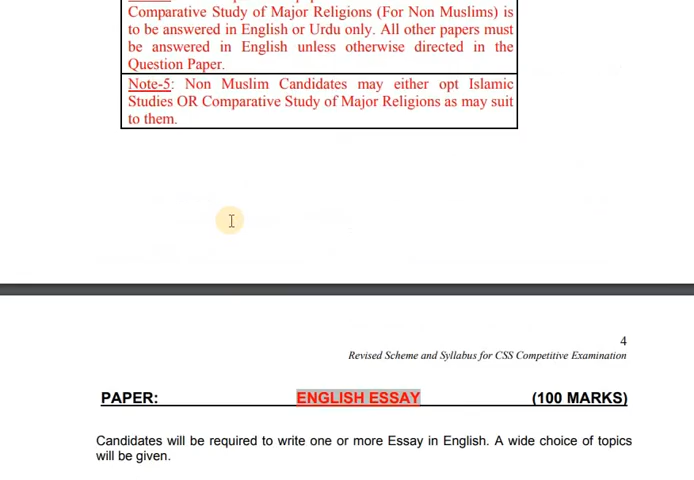 Comparative Study of Major Religions (For Non Muslims) is
to be answered in English or Urdu only. All other papers must
be answered in English unless otherwise directed in the
Question Paper.
Note-5: Non Muslim Candidates may either opt Islamic
Studies OR Comparative Study of Major Religions as may suit
to them.
4
Revised Scheme and Syllabus for CSS Competitive Examination
PAPER: ENGLISH ESSAY (100 MARKS)
Candidates will be required to write one or more Essay in English. A wide choice of topics
will be given.